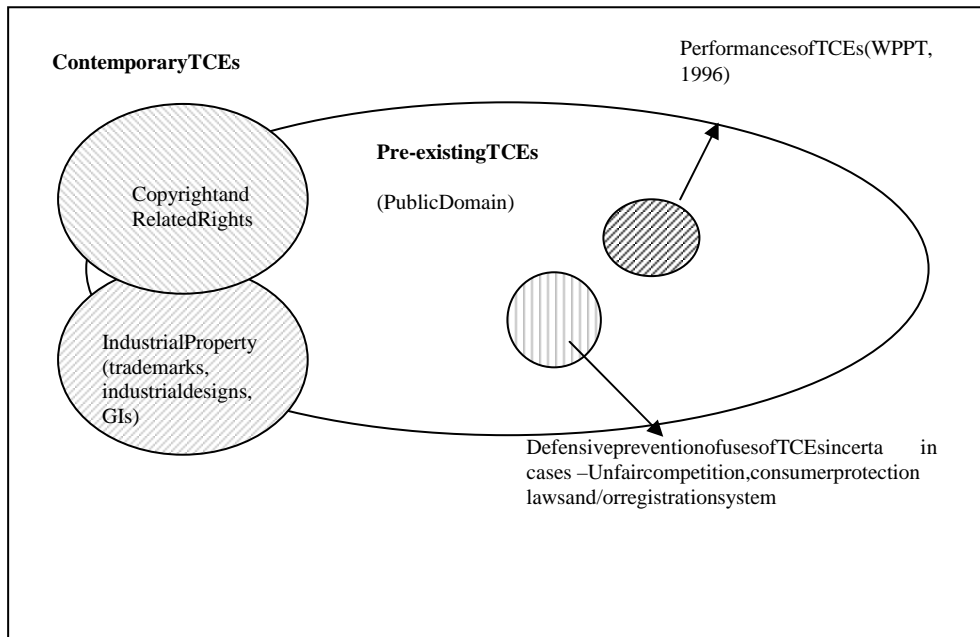 PerformancesofTCEs(WPPT,
1996)
ContemporaryTCEs
Pre-existingTCEs
(PublicDomain)
Copyrightand
RelatedRights
IndustrialProperty
(trademarks,
industrialdesigns,
GIs)
DefensivepreventionofusesofTCEsincerta in
cases –Unfaircompetition,consumerprotection
lawsand/orregistrationsystem